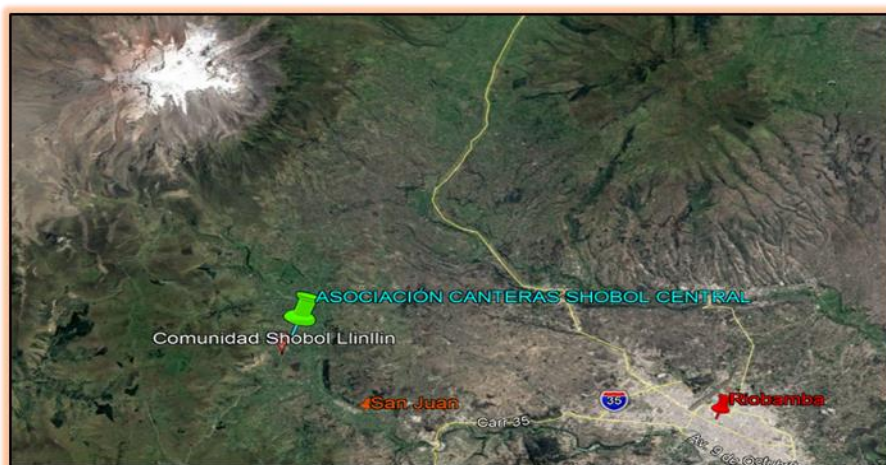 ASOCIACIÓN CANTERAS SHOBOL CENTRAL
Comunidad Shobol Llinllin
San Juan
35
Riobamba
Carr 35
Av. 9 de Octubre